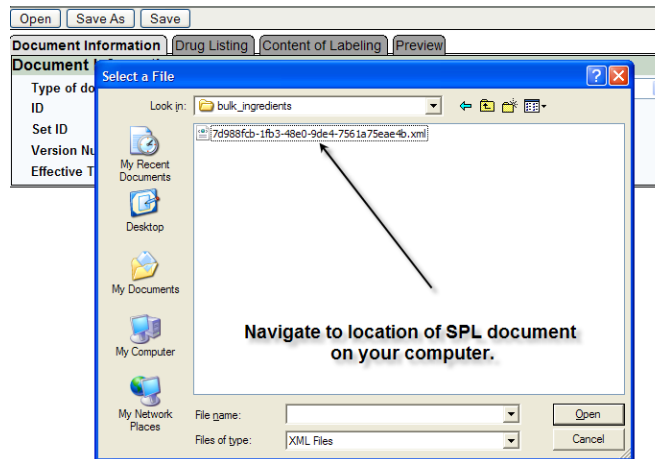 Open Save As Save
Document Information Drug Listing Content of Labeling Preview
Document
Select a File
Type of do
Look in: bulk_ingredients
ID
7d988fcb-1fb3-48e0-9de4-7561a75eae4b.xml
Set ID
Version Nu
Effective T
My Recent
Documents
Desktop
My Documents
My Computer
My Network
Places
Navigate to location of SPL document
on your computer.
File name: Open
Files of type: XML Files Cancel